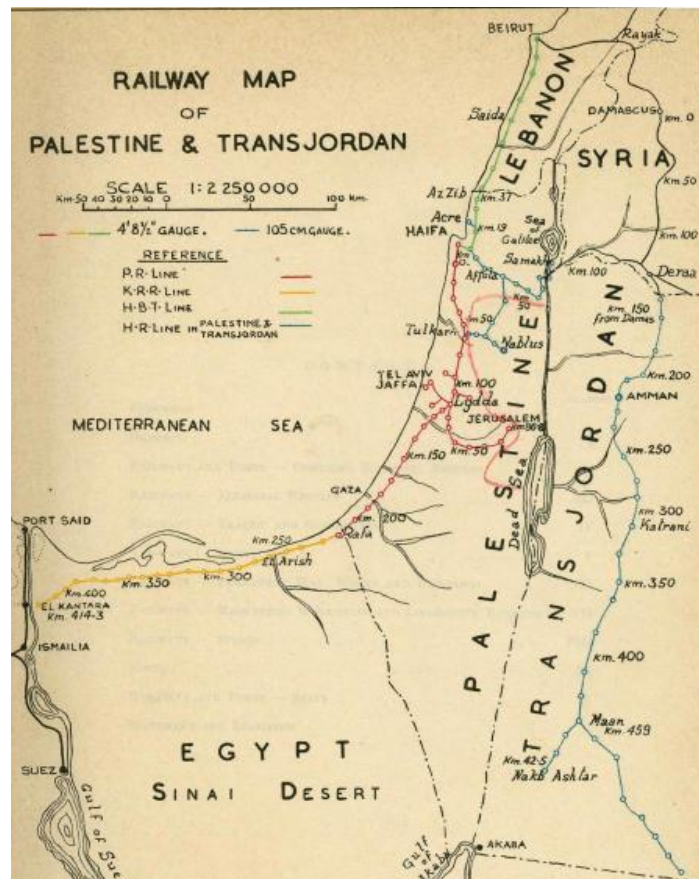 RAILWAY MAP
OF
PALESTINE & TRANSJORDAN
SCALE 1:2 250 000
Km. 50 40 30 20 10 0 50 100 Km.
4' 8½" GAUGE. 105 CM. GAUGE.
REFERENCE
P.R-LINE
K-R-R-LINE
H-B-T-LINE
H-R-LINE IN PALESTINE & TRANSJORDAN
BEIRUT
Rayak
Saida
LEBANON
DAMASCUS
Km. 0
SYRIA
Km. 50
Az Zib
Km. 37
Acre
Km. 19
HAIFA
Sea of Galilee
Samakh
Km. 100
Km. 100
Affula
Deraa
Km. 50
Km. 150
from Damas
50
Tulkarm
Nablus
Km. 200
TEL AVIV
JAFFA
Km. 100
Lydda
AMMAN
JERUSALEM
MEDITERRANEAN SEA
Km. 150
Km. 50
Km. 250
GAZA
Dead Sea
Km. 300
Katrani
Km. 200
PORT SAID
Km. 250
Rafa
El Arish
Km. 300
Km. 350
Km. 400
EL KANTARA
Km. 414-3
Km. 350
ISMAILIA
PALESTINE
TRANSJORDAN
Km. 400
Maan
Km. 459
Km. 42-5
Nakb Ashtar
EGYPT
SINAI DESERT
SUEZ
Gulf of Sue
Gulf of
AKABA